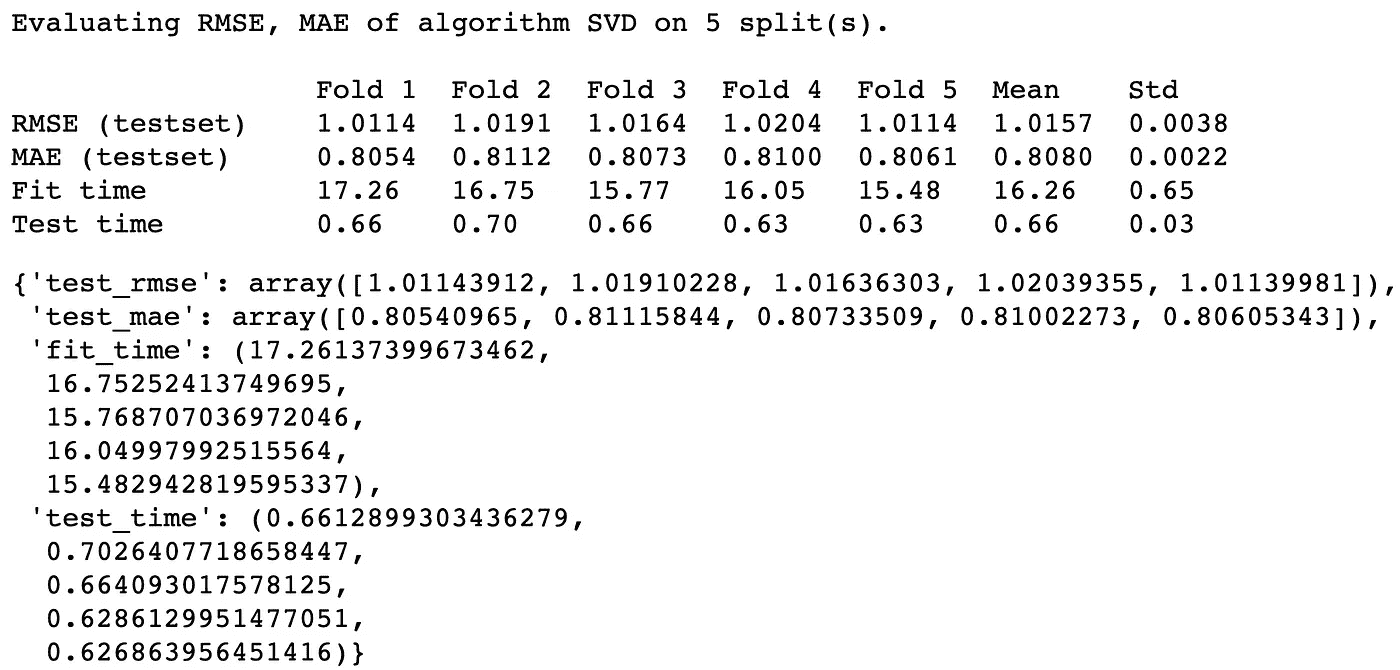 Evaluating RMSE, MAE of algorithm SVD on 5 split(s).
Fold 1 Fold 2 Fold 3 Fold 4 Fold 5 Mean Std
RMSE (testset) 1.0114 1.0191 1.0164 1.0204 1.0114 1.0157 0.0038
MAE (testset) 0.8054 0.8112 0.8073 0.8100 0.8061 0.8080 0.0022
Fit time 17.26 16.75 15.77 16.05 15.48 16.26 0.65
Test time 0.66 0.70 0.66 0.63 0.63 0.66 0.03
{'test_rmse': array([1.01143912, 1.01910228, 1.01636303, 1.02039355, 1.01139981]),
'test_mae': array([0.80540965, 0.81115844, 0.80733509, 0.81002273, 0.80605343]),
'fit_time': (17.26137399673462,
16.75252413749695,
15.768707036972046,
16.04997992515564,
15.482942819595337),
'test_time': (0.6612899303436279,
0.7026407718658447,
0.664093017578125,
0.6286129951477051,
0.626863956451416)}